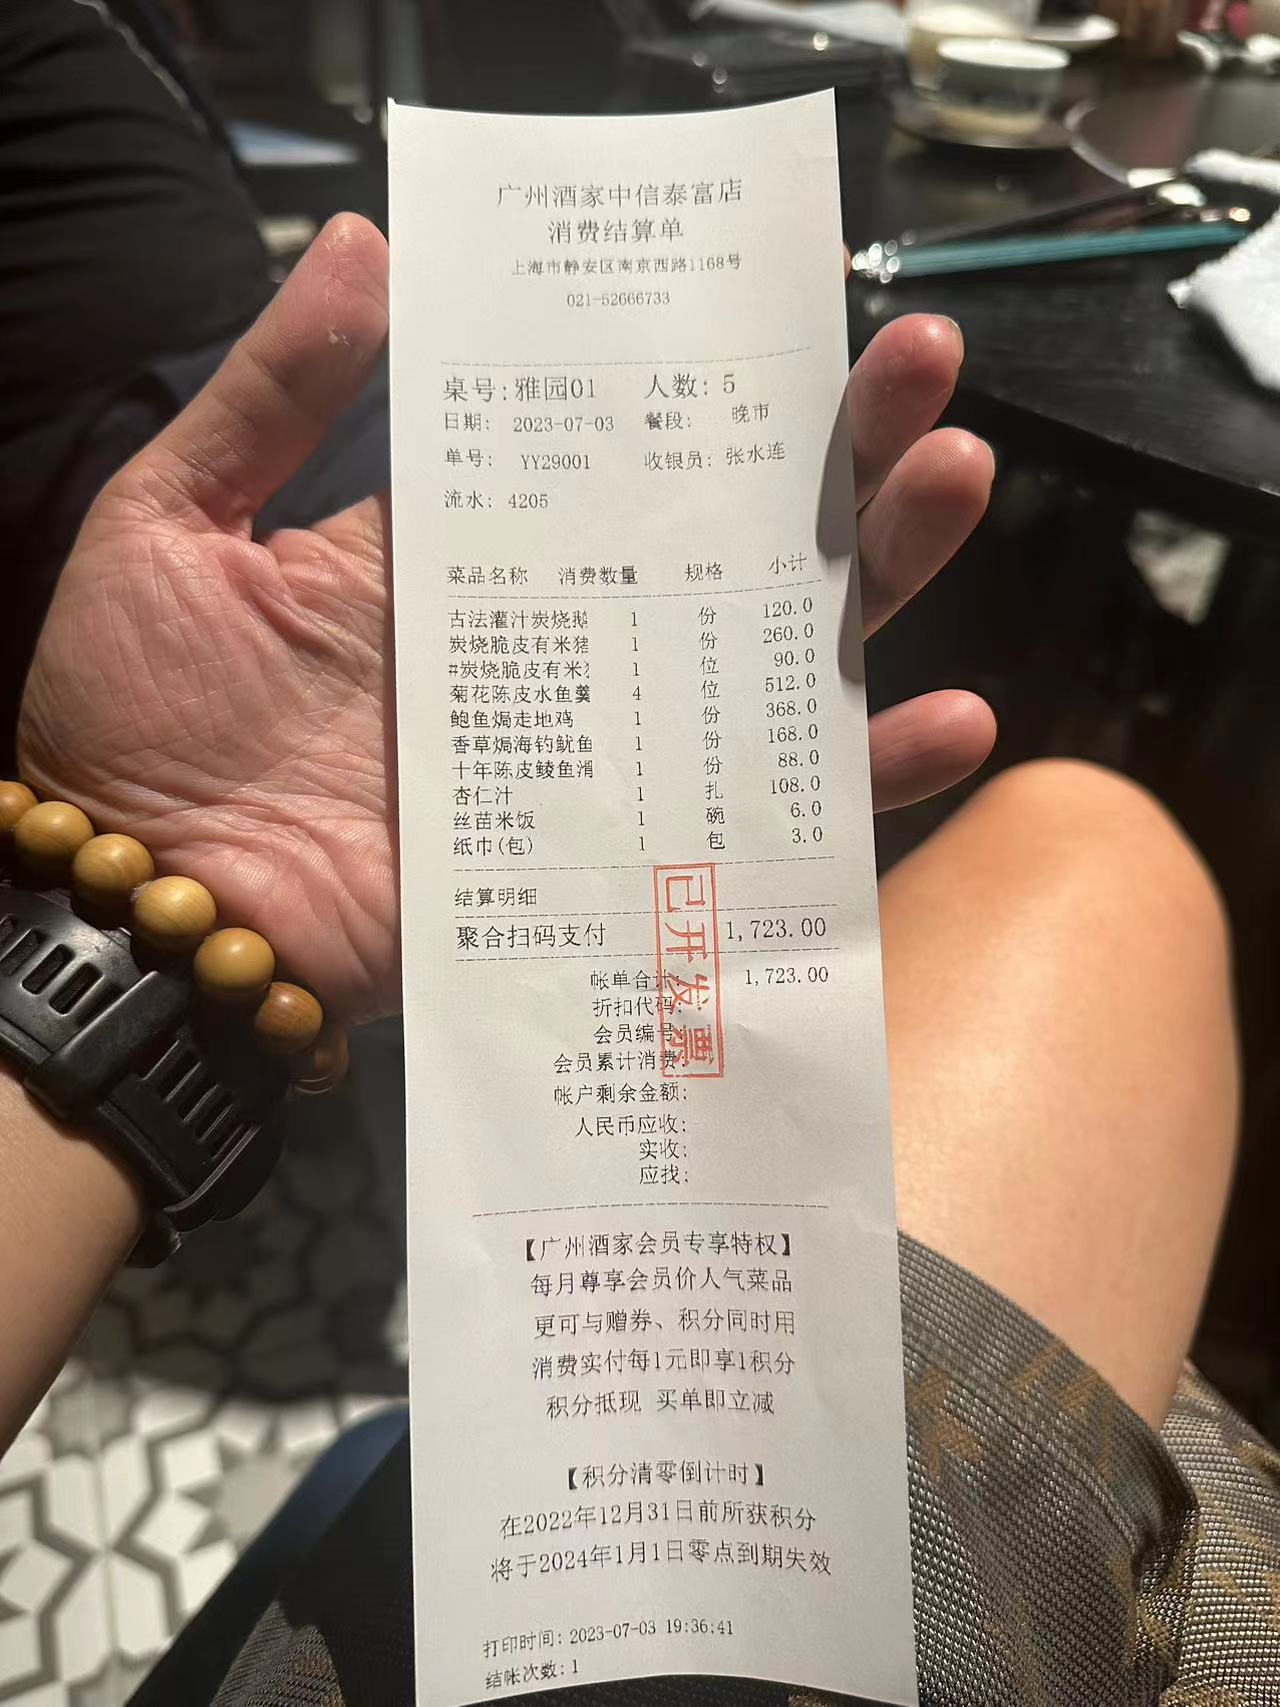 广州酒家中信泰富店
消费结算单
上海市静安区南京西路1168号
021-52666733
桌号:雅园01 人数: 5
日期: 2023-07-03 餐段: 晚市
单号: YY29001 收银员: 张水连
流水: 4205
菜品名称 消费数量 规格 小计
古法灌汁炭烧鹅 1 份 120.0
炭烧脆皮有米猪 1 份 260.0
#炭烧脆皮有米 1 位 90.0
菊花陈皮水鱼羹 4 位 512.0
鲍鱼焗走地鸡 1 份 368.0
香草焗海钓鱿鱼 1 份 168.0
十年陈皮鲮鱼滑 1 份 88.0
杏仁汁 1 扎 108.0
丝苗米饭 1 碗 6.0
纸巾(包) 1 包 3.0
结算明细
聚合扫码支付 1,723.00
已开发票
帐单合计: 1,723.00
折扣代码:
会员编号:
会员累计消费:
帐户剩余金额:
人民币应收:
实收:
应找:
【广州酒家会员专享特权】
每月尊享会员价人气菜品
更可与赠券、积分同时用
消费实付每1元即享1积分
积分抵现 买单即立减
【积分清零倒计时】
在2022年12月31日前所获积分
将于2024年1月1日零点到期失效
打印时间: 2023-07-03 19:36:41
结帐次数: 1